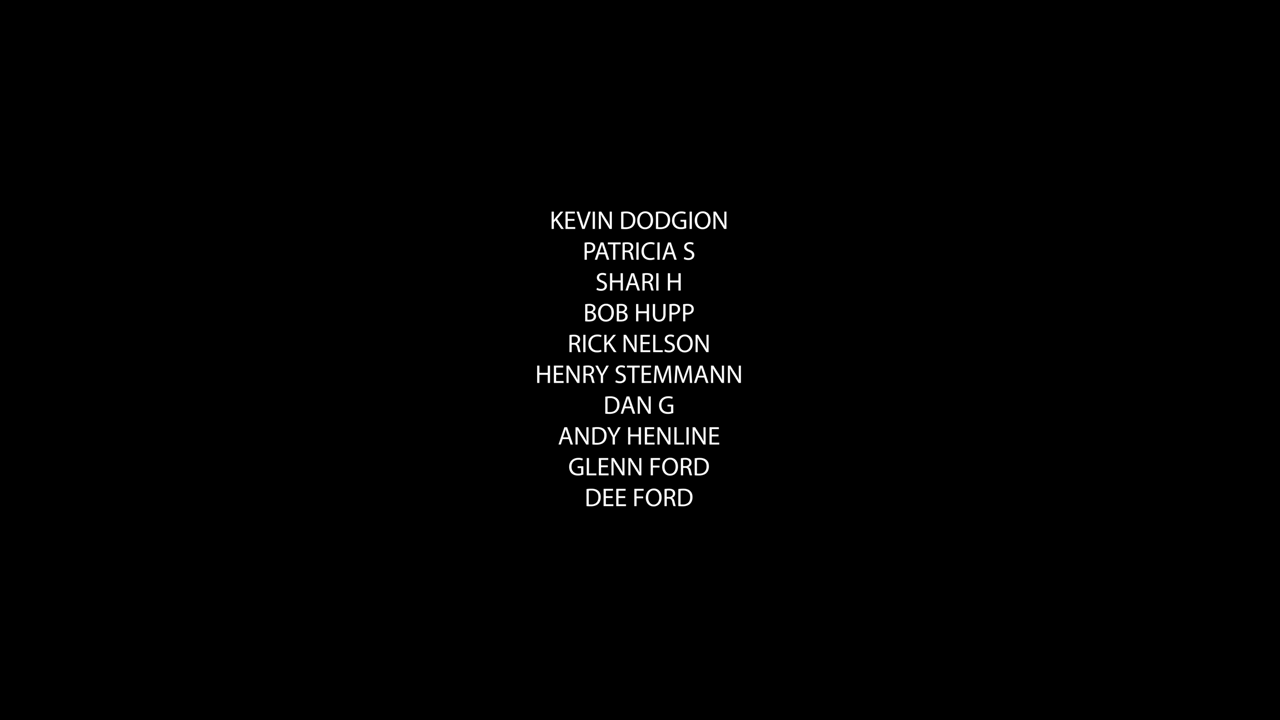 KEVIN DODGION
PATRICIA S
SHARI H
BOB HUPP
RICK NELSON
HENRY STEMMANN
DAN G
ANDY HENLINE
GLENN FORD
DEE FORD